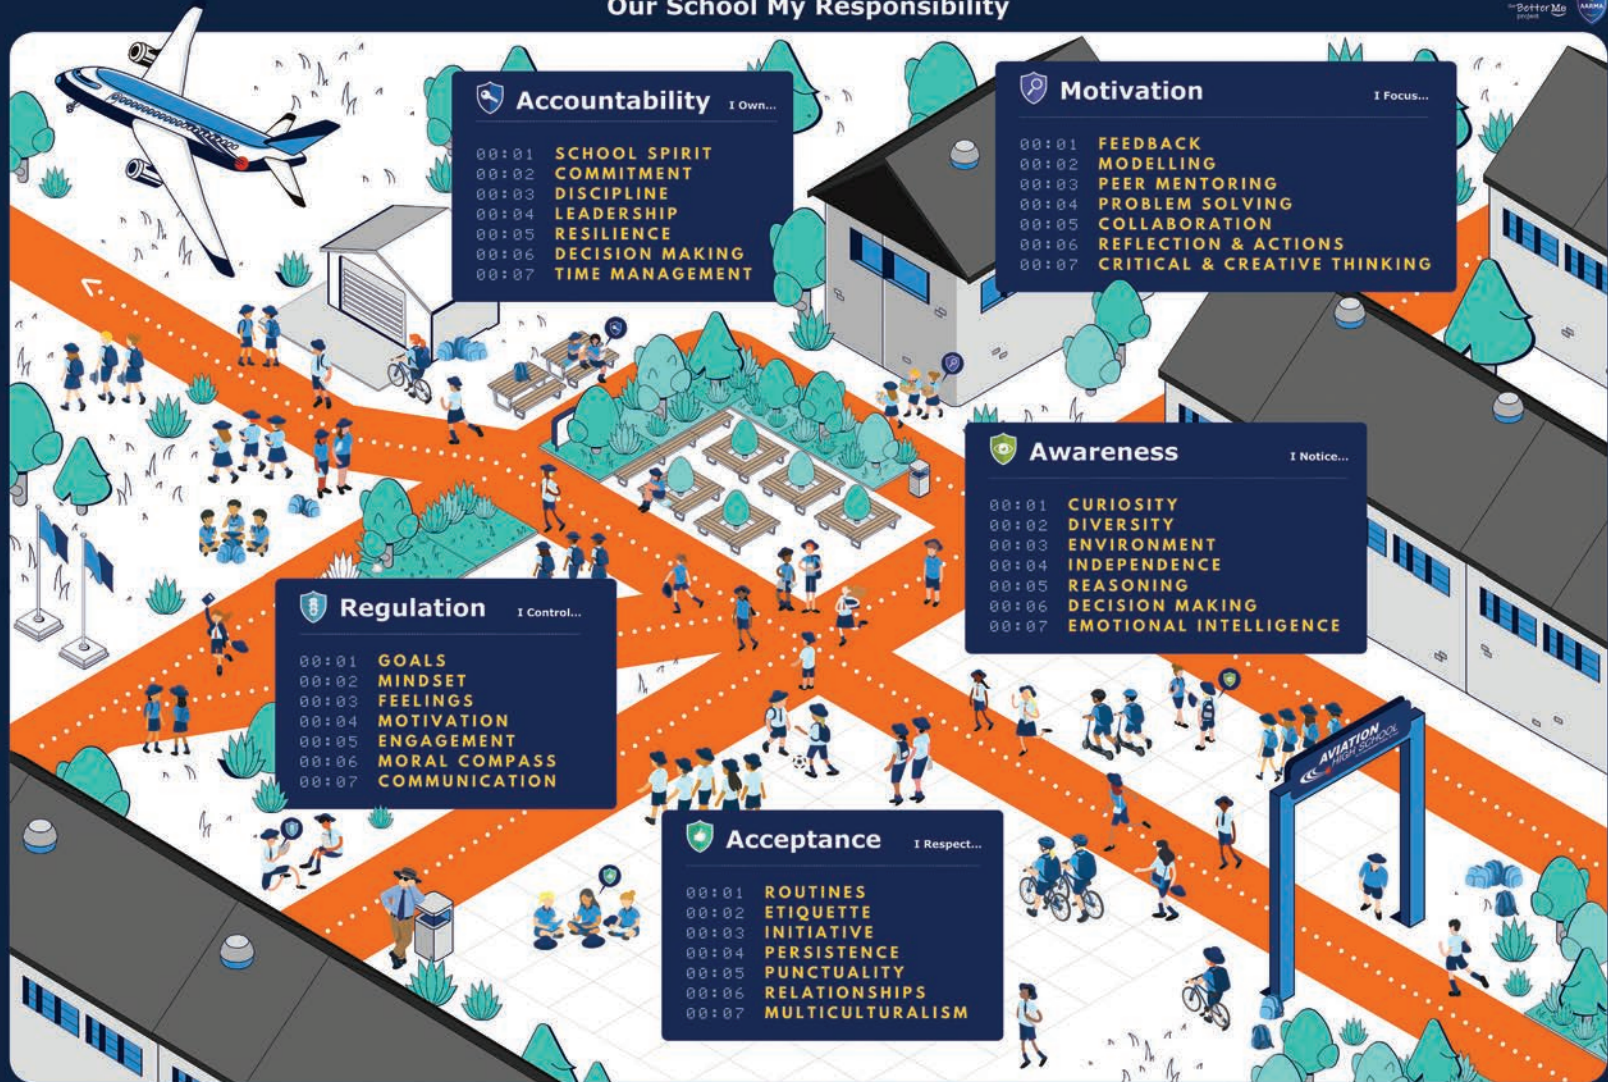 Our School My Responsibility
Better Me
project
AARMA
Accountability I Own...
00:01 SCHOOL SPIRIT
00:02 COMMITMENT
00:03 DISCIPLINE
00:04 LEADERSHIP
00:05 RESILIENCE
00:06 DECISION MAKING
00:07 TIME MANAGEMENT
Motivation I Focus...
00:01 FEEDBACK
00:02 MODELLING
00:03 PEER MENTORING
00:04 PROBLEM SOLVING
00:05 COLLABORATION
00:06 REFLECTION & ACTIONS
00:07 CRITICAL & CREATIVE THINKING
Awareness I Notice...
00:01 CURIOSITY
00:02 DIVERSITY
00:03 ENVIRONMENT
00:04 INDEPENDENCE
00:05 REASONING
00:06 DECISION MAKING
00:07 EMOTIONAL INTELLIGENCE
Regulation I Control...
00:01 GOALS
00:02 MINDSET
00:03 FEELINGS
00:04 MOTIVATION
00:05 ENGAGEMENT
00:06 MORAL COMPASS
00:07 COMMUNICATION
AVIATION
HIGH SCHOOL
Acceptance I Respect...
00:01 ROUTINES
00:02 ETIQUETTE
00:03 INITIATIVE
00:04 PERSISTENCE
00:05 PUNCTUALITY
00:06 RELATIONSHIPS
00:07 MULTICULTURALISM